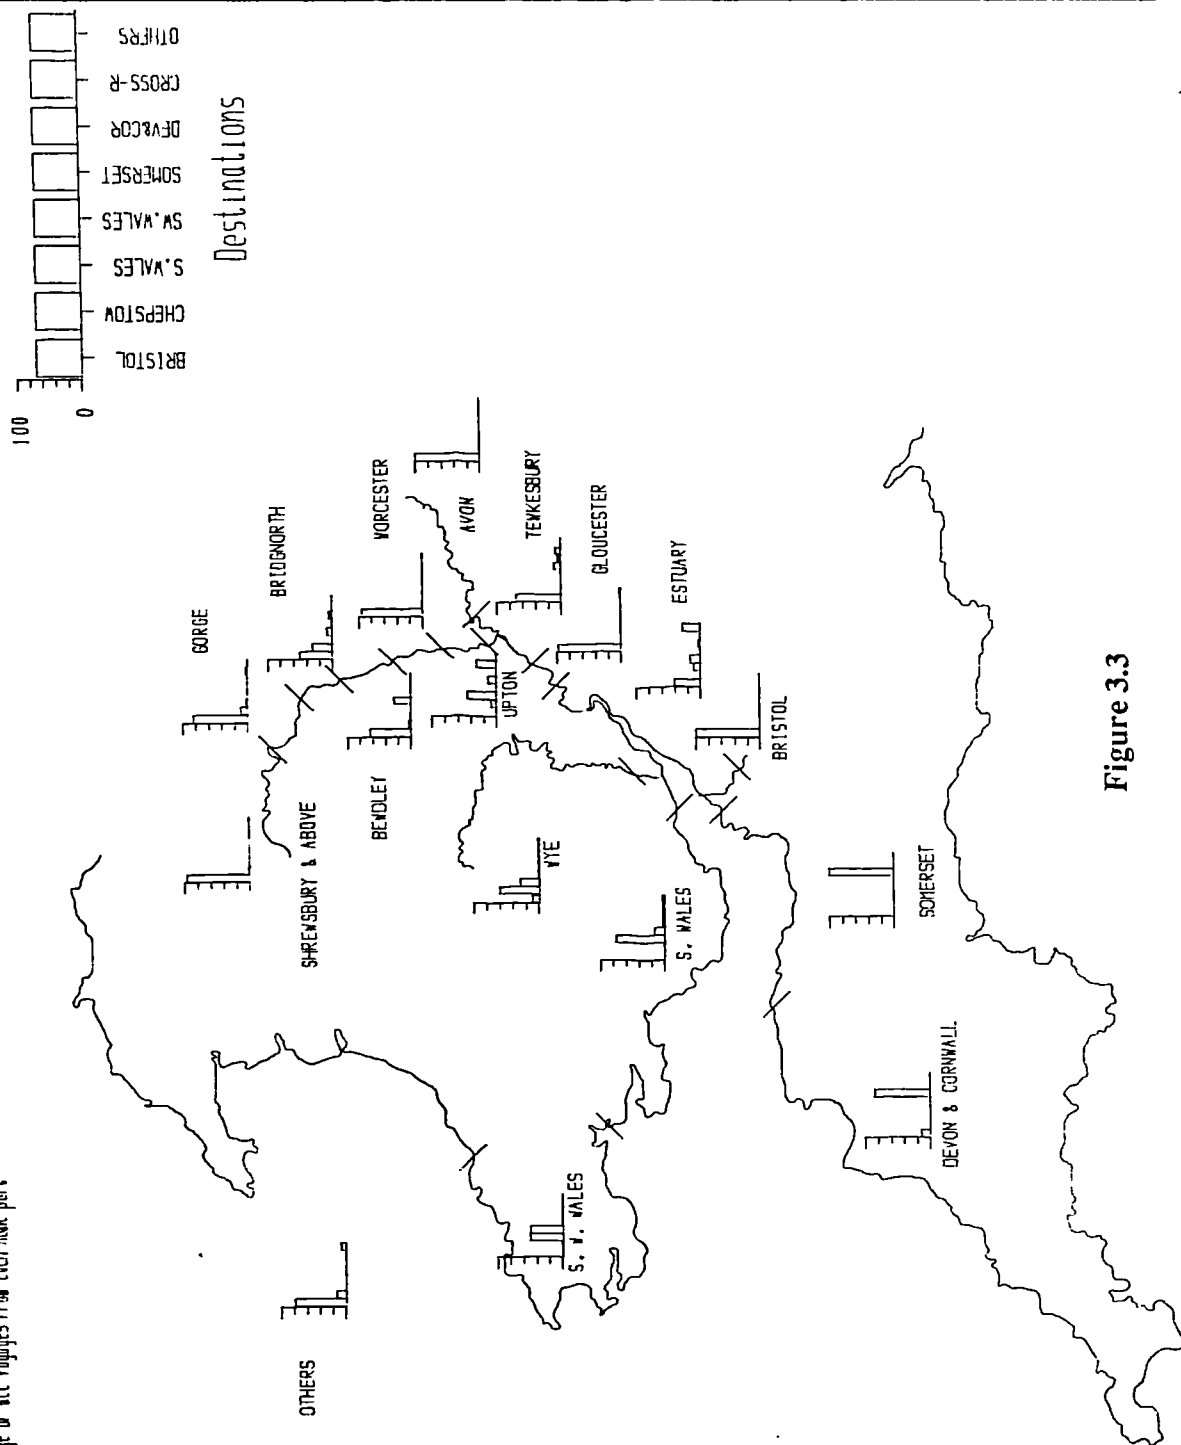 100
0
BRISTOL
CHEPSTOW
S.WALES
SW.WALES
SOMERSET
DEV&COR
CROSS-R
OTHERS
Destinations
GORGE
BRIDGNORTH
WORCESTER
AVON
TEWKESBURY
GLOUCESTER
ESTUARY
BRISTOL
UPTON
BEWDLEY
SHREWSBURY & ABOVE
WYE
S. WALES
SOMERSET
DEVON & CORNWALL
S. W. WALES
OTHERS
Figure 3.3